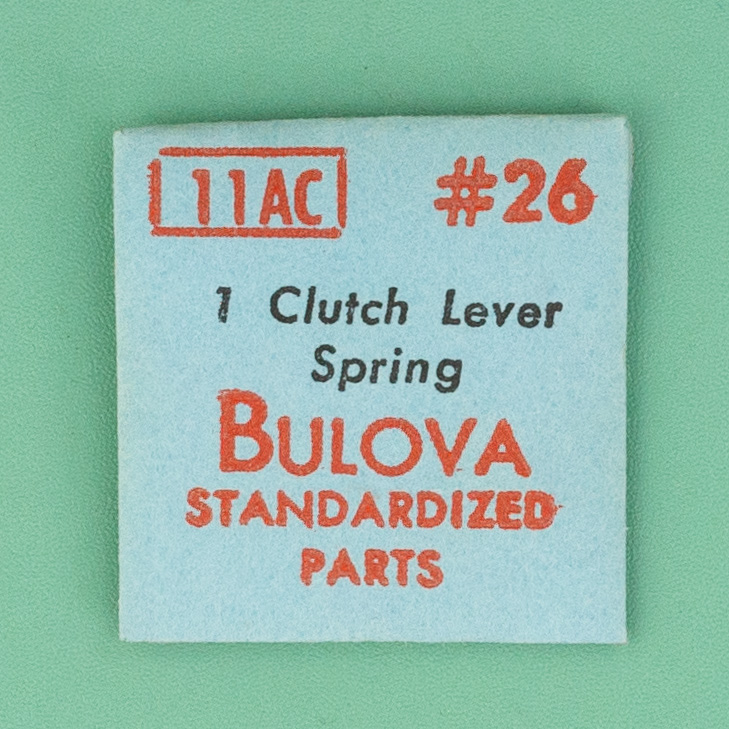 11AC #26
1 Clutch Lever
Spring
BULOVA
STANDARDIZED
PARTS